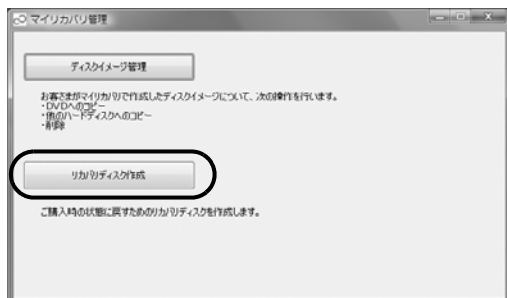 マイリカバリ管理
ディスクイメージ管理
お客さまがマイリカバリで作成したディスクイメージについて、次の操作を行います。
・DVDへのコピー
・他のハードディスクへのコピー
・削除
リカバリディスク作成
ご購入時の状態に戻すためのリカバリディスクを作成します。